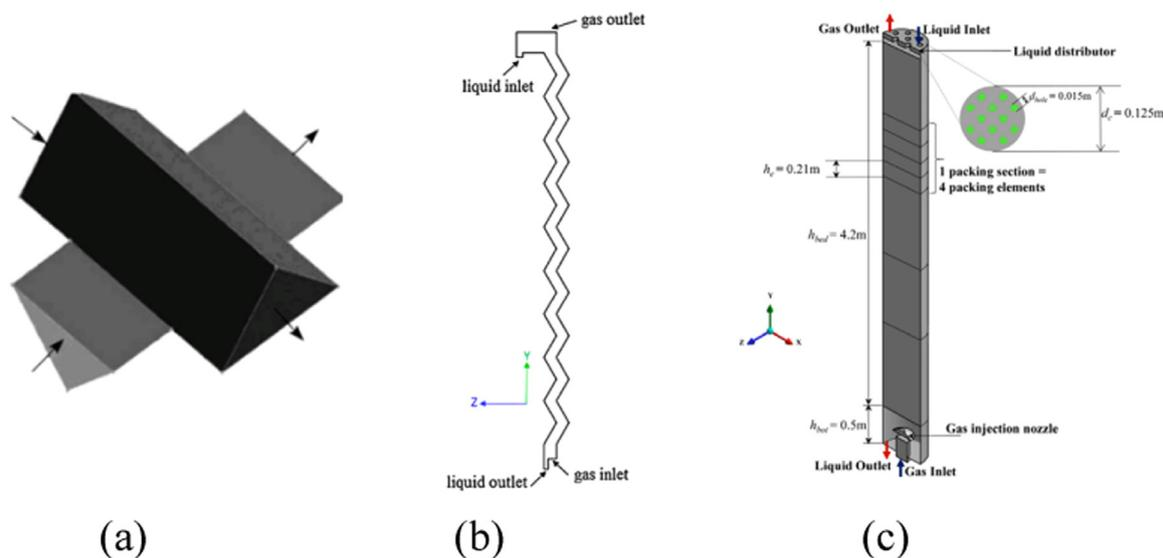 gas outlet
liquid inlet
Y
Z
gas inlet
liquid outlet
Gas Outlet
Liquid Inlet
Liquid distributor
d_hole = 0.015m
d_c = 0.125m
h_e = 0.21m
1 packing section =
4 packing elements
h_bed = 4.2m
Y
Z
X
h_bot = 0.5m
Gas injection nozzle
Liquid Outlet
Gas Inlet
(a)
(b)
(c)